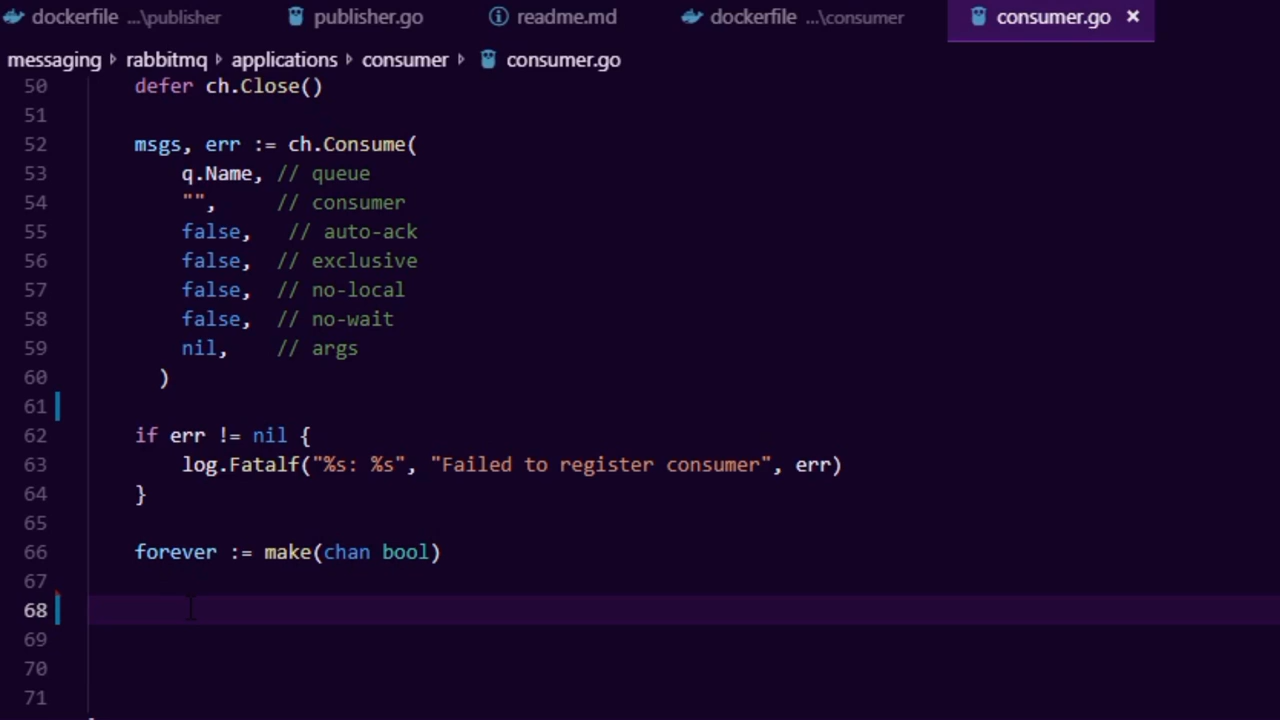 dockerfile ...\publisher publisher.go readme.md dockerfile ...\consumer consumer.go ×
messaging rabbitmq applications consumer consumer.go
50 defer ch.Close()
51
52 msgs, err := ch.Consume(
53 q.Name, // queue
54 "", // consumer
55 false, // auto-ack
56 false, // exclusive
57 false, // no-local
58 false, // no-wait
59 nil, // args
60 )
61
62 if err != nil {
63 log.Fatalf("%s: %s", "Failed to register consumer", err)
64 }
65
66 forever := make(chan bool)
67
68
69
70
71